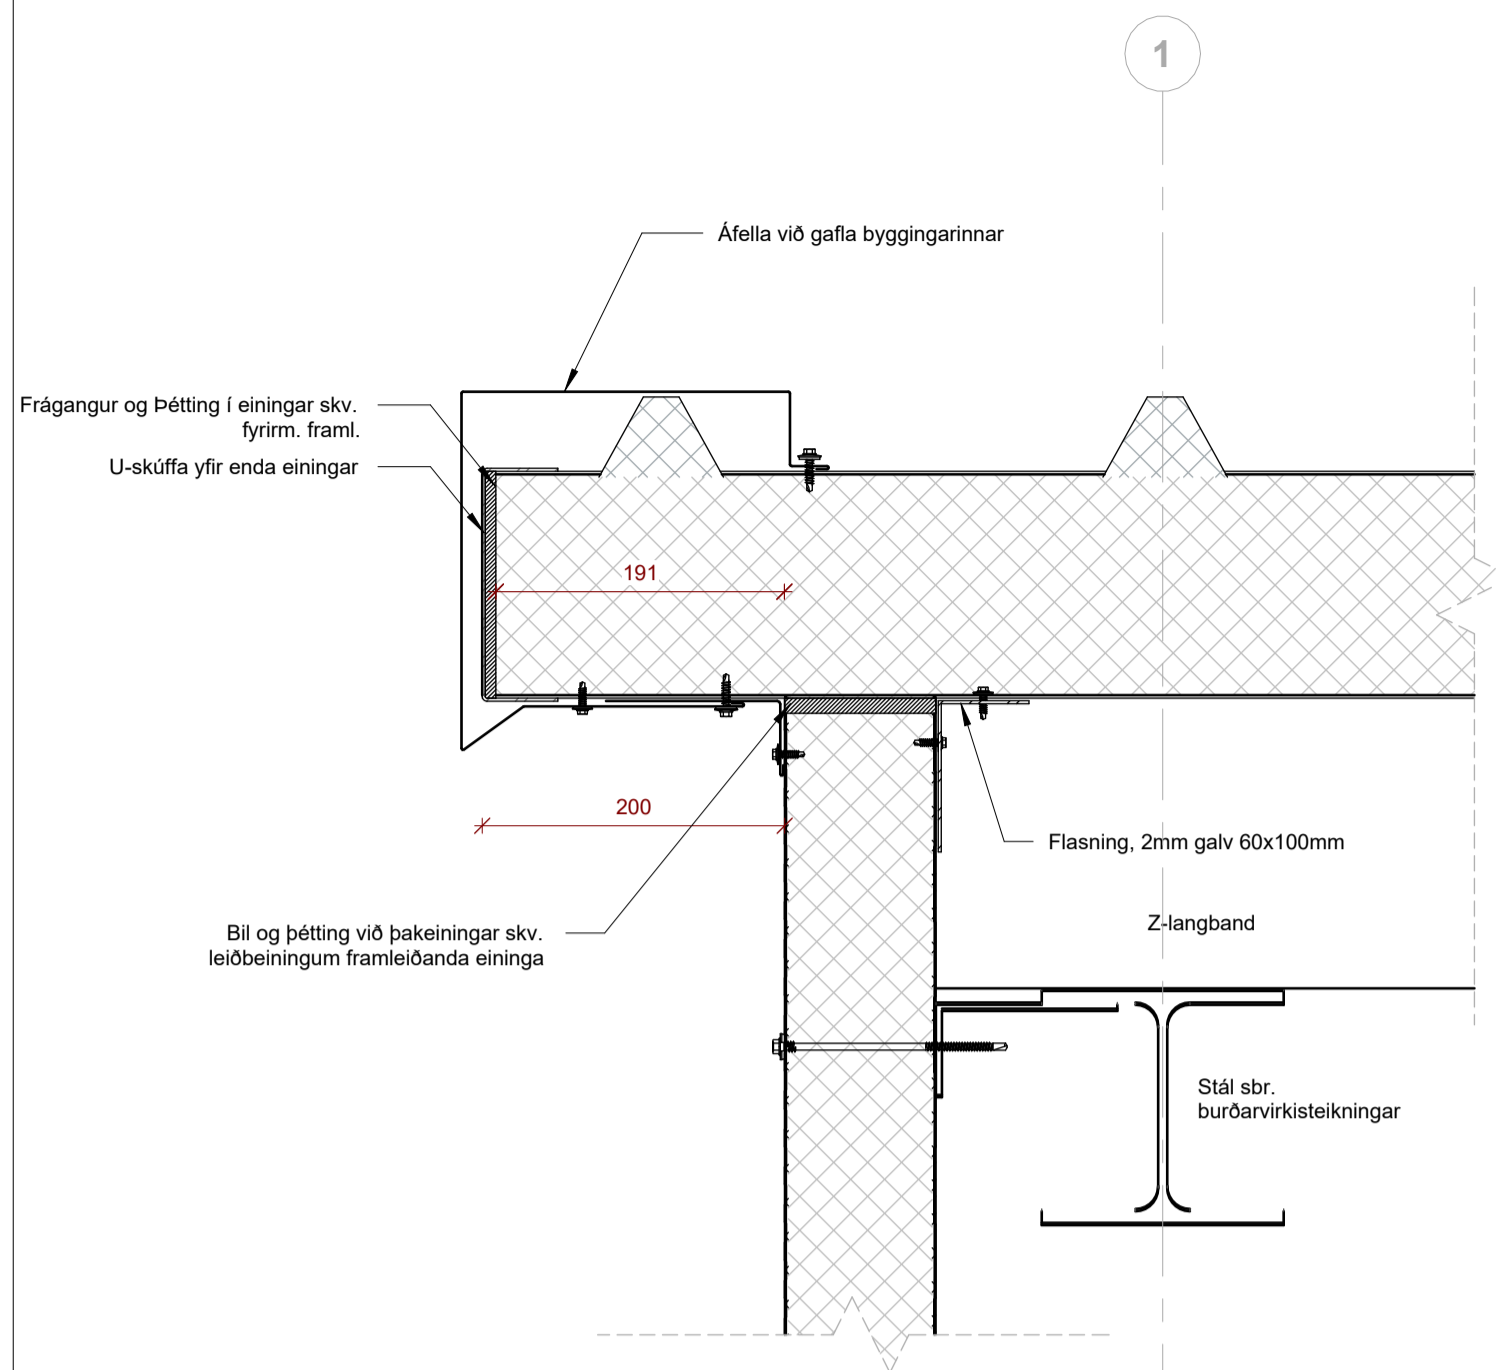 1
Áfella við gafla byggingarinnar
Frágangur og Þétting í einingar skv.
fyrirm. framl.
U-skúffa yfir enda einingar
191
200
Flasning, 2mm galv 60x100mm
Z-langband
Bil og þétting við þakeiningar skv.
leiðbeiningum framleiðanda eininga
Stál sbr.
burðarvirkisteikningar